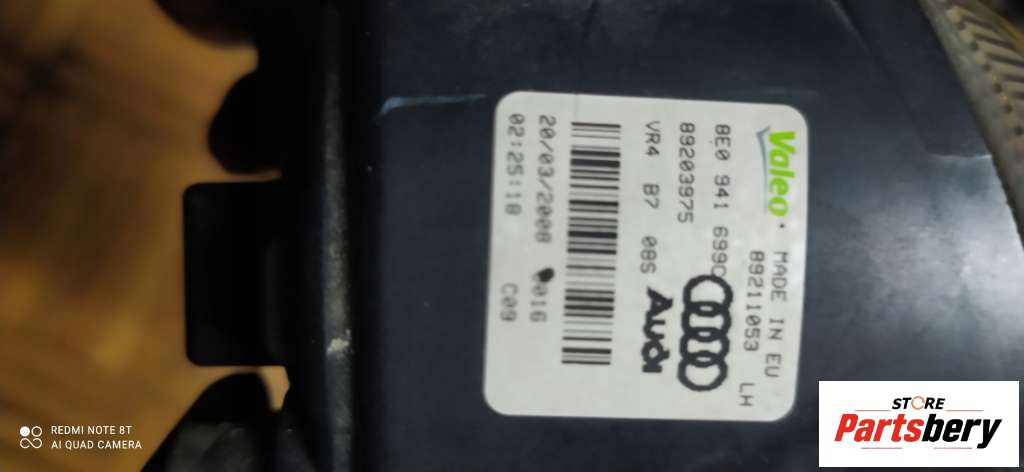 Valeo
MADE IN EU
89211053 LH
8E0 941 699C
89203975
VR4 B7 08S
Audi
20/03/2008 0016
02:25:18 C09
REDMI NOTE 8T
AI QUAD CAMERA
STORE
Partsbery